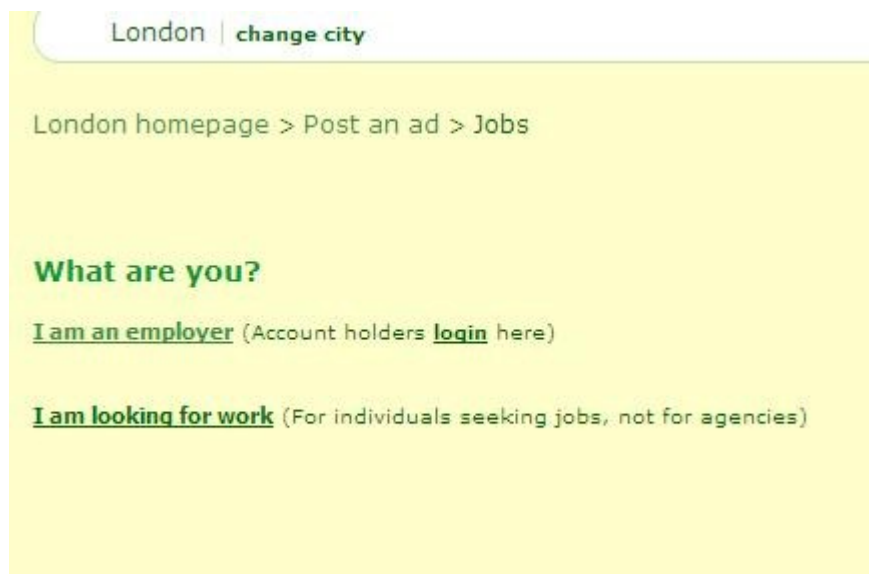 London | change city
London homepage > Post an ad > Jobs
What are you?
I am an employer (Account holders login here)
I am looking for work (For individuals seeking jobs, not for agencies)